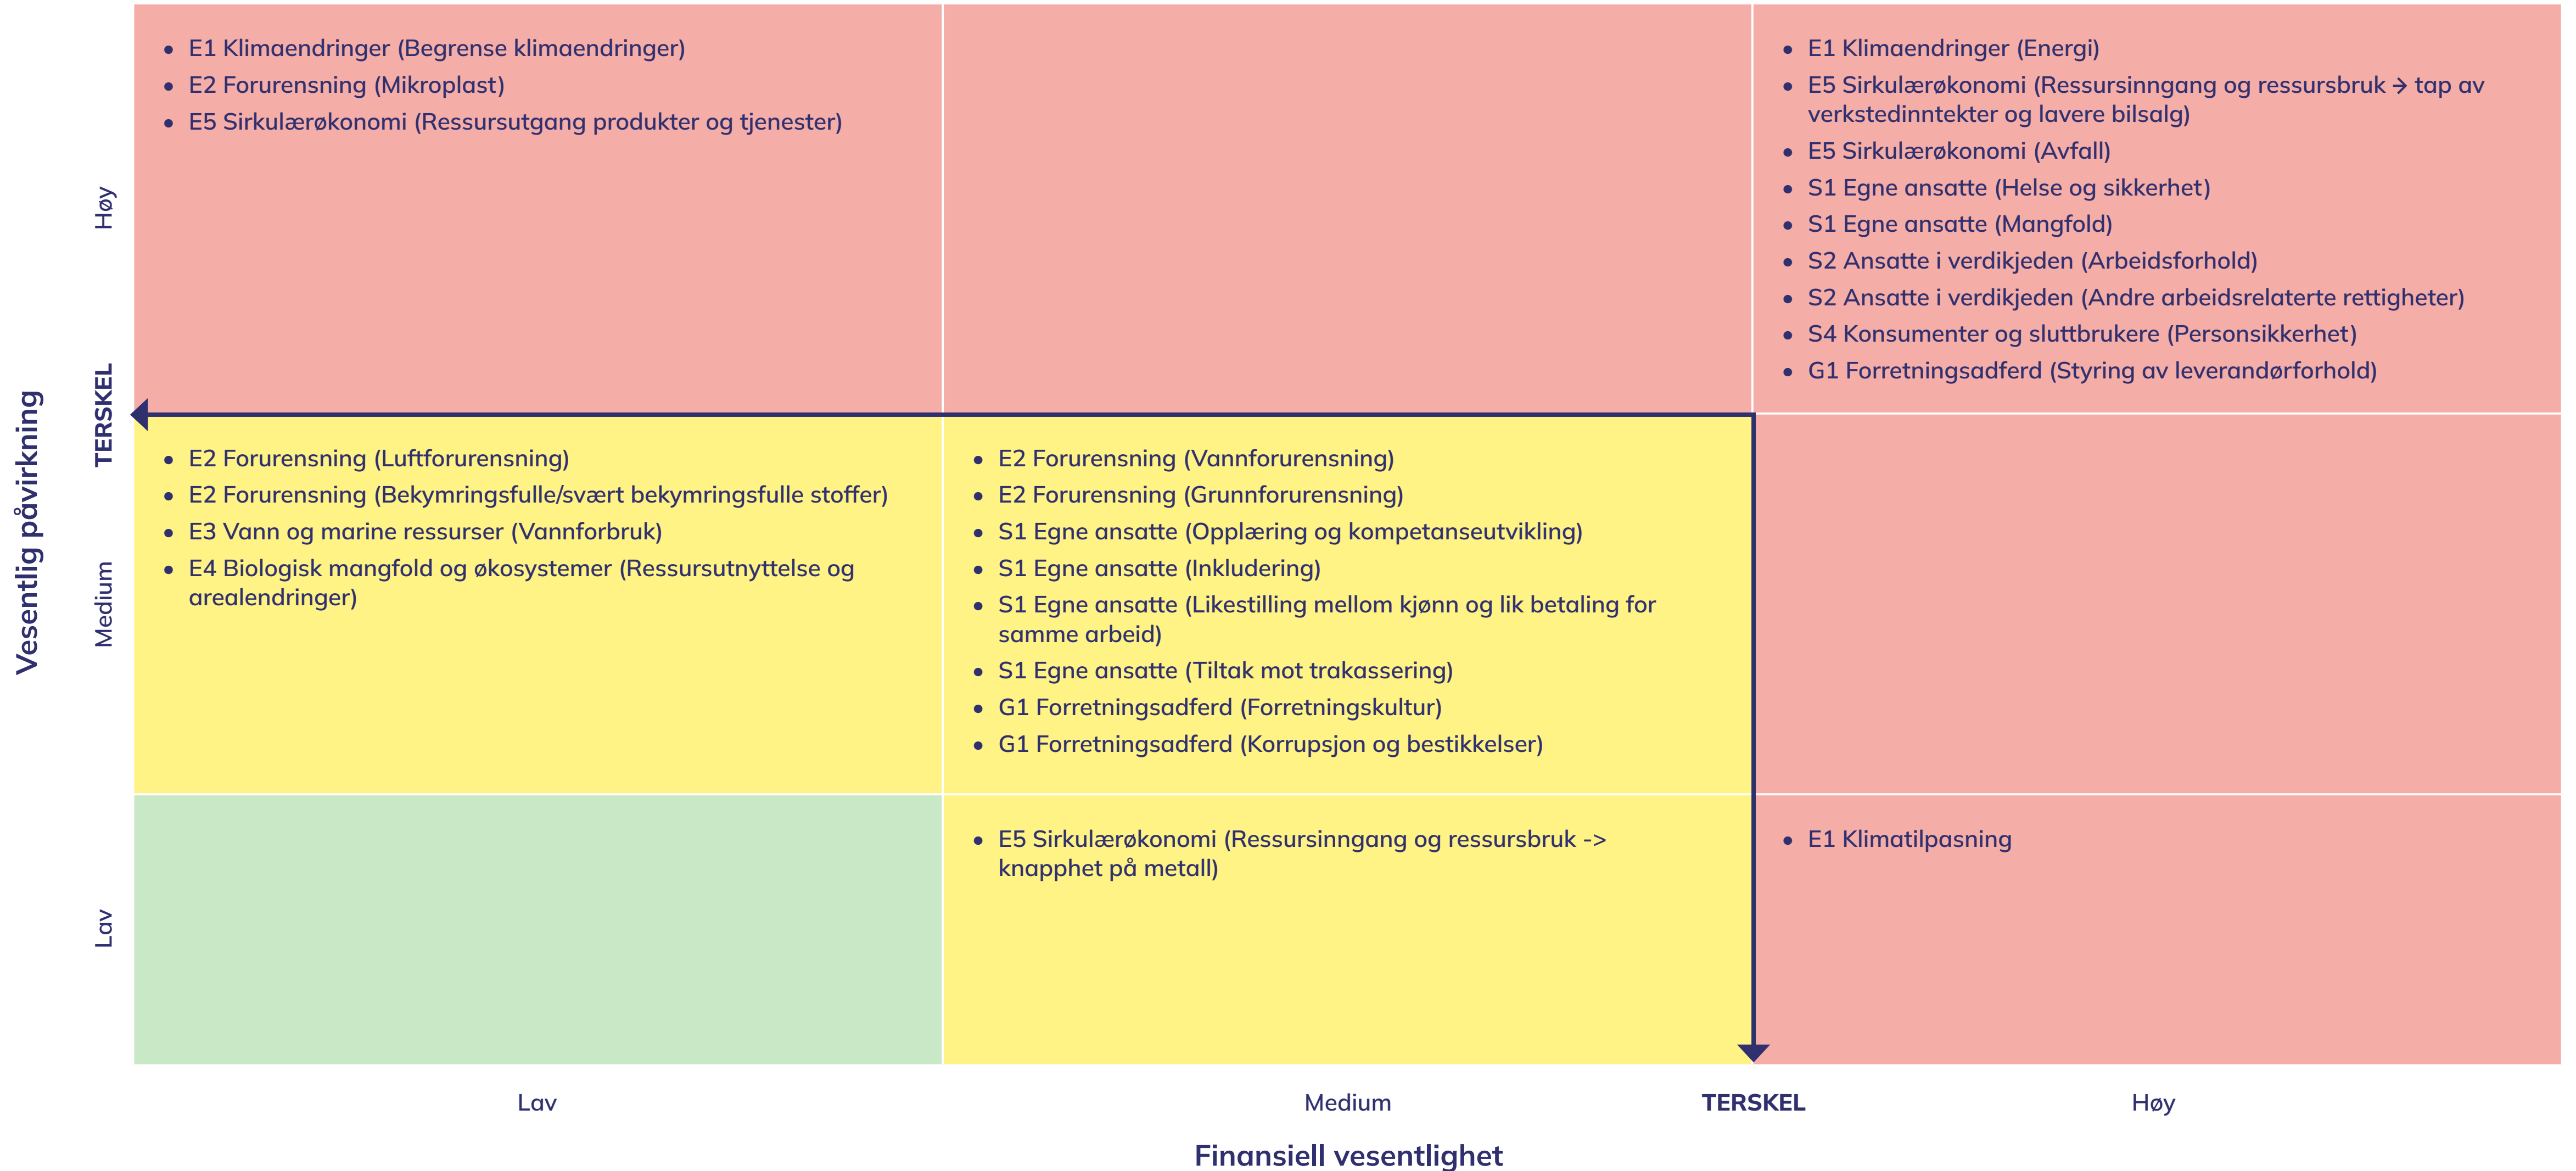 Vesentlig påvirkning
Høy
TERSKEL
Medium
Lav
• E1 Klimaendringer (Begrense klimaendringer)
• E2 Forurensning (Mikroplast)
• E5 Sirkulærøkonomi (Ressursutgang produkter og tjenester)
• E1 Klimaendringer (Energi)
• E5 Sirkulærøkonomi (Ressursinngang og ressursbruk → tap av
verkstedinntekter og lavere bilsalg)
• E5 Sirkulærøkonomi (Avfall)
• S1 Egne ansatte (Helse og sikkerhet)
• S1 Egne ansatte (Mangfold)
• S2 Ansatte i verdikjeden (Arbeidsforhold)
• S2 Ansatte i verdikjeden (Andre arbeidsrelaterte rettigheter)
• S4 Konsumenter og sluttbrukere (Personsikkerhet)
• G1 Forretningsadferd (Styring av leverandørforhold)
• E2 Forurensning (Luftforurensning)
• E2 Forurensning (Bekymringsfulle/svært bekymringsfulle stoffer)
• E3 Vann og marine ressurser (Vannforbruk)
• E4 Biologisk mangfold og økosystemer (Ressursutnyttelse og
arealendringer)
• E2 Forurensning (Vannforurensning)
• E2 Forurensning (Grunnforurensning)
• S1 Egne ansatte (Opplæring og kompetanseutvikling)
• S1 Egne ansatte (Inkludering)
• S1 Egne ansatte (Likestilling mellom kjønn og lik betaling for
samme arbeid)
• S1 Egne ansatte (Tiltak mot trakassering)
• G1 Forretningsadferd (Forretningskultur)
• G1 Forretningsadferd (Korrupsjon og bestikkelser)
• E5 Sirkulærøkonomi (Ressursinngang og ressursbruk ->
knapphet på metall)
• E1 Klimatilpasning
Lav
Medium
TERSKEL
Høy
Finansiell vesentlighet